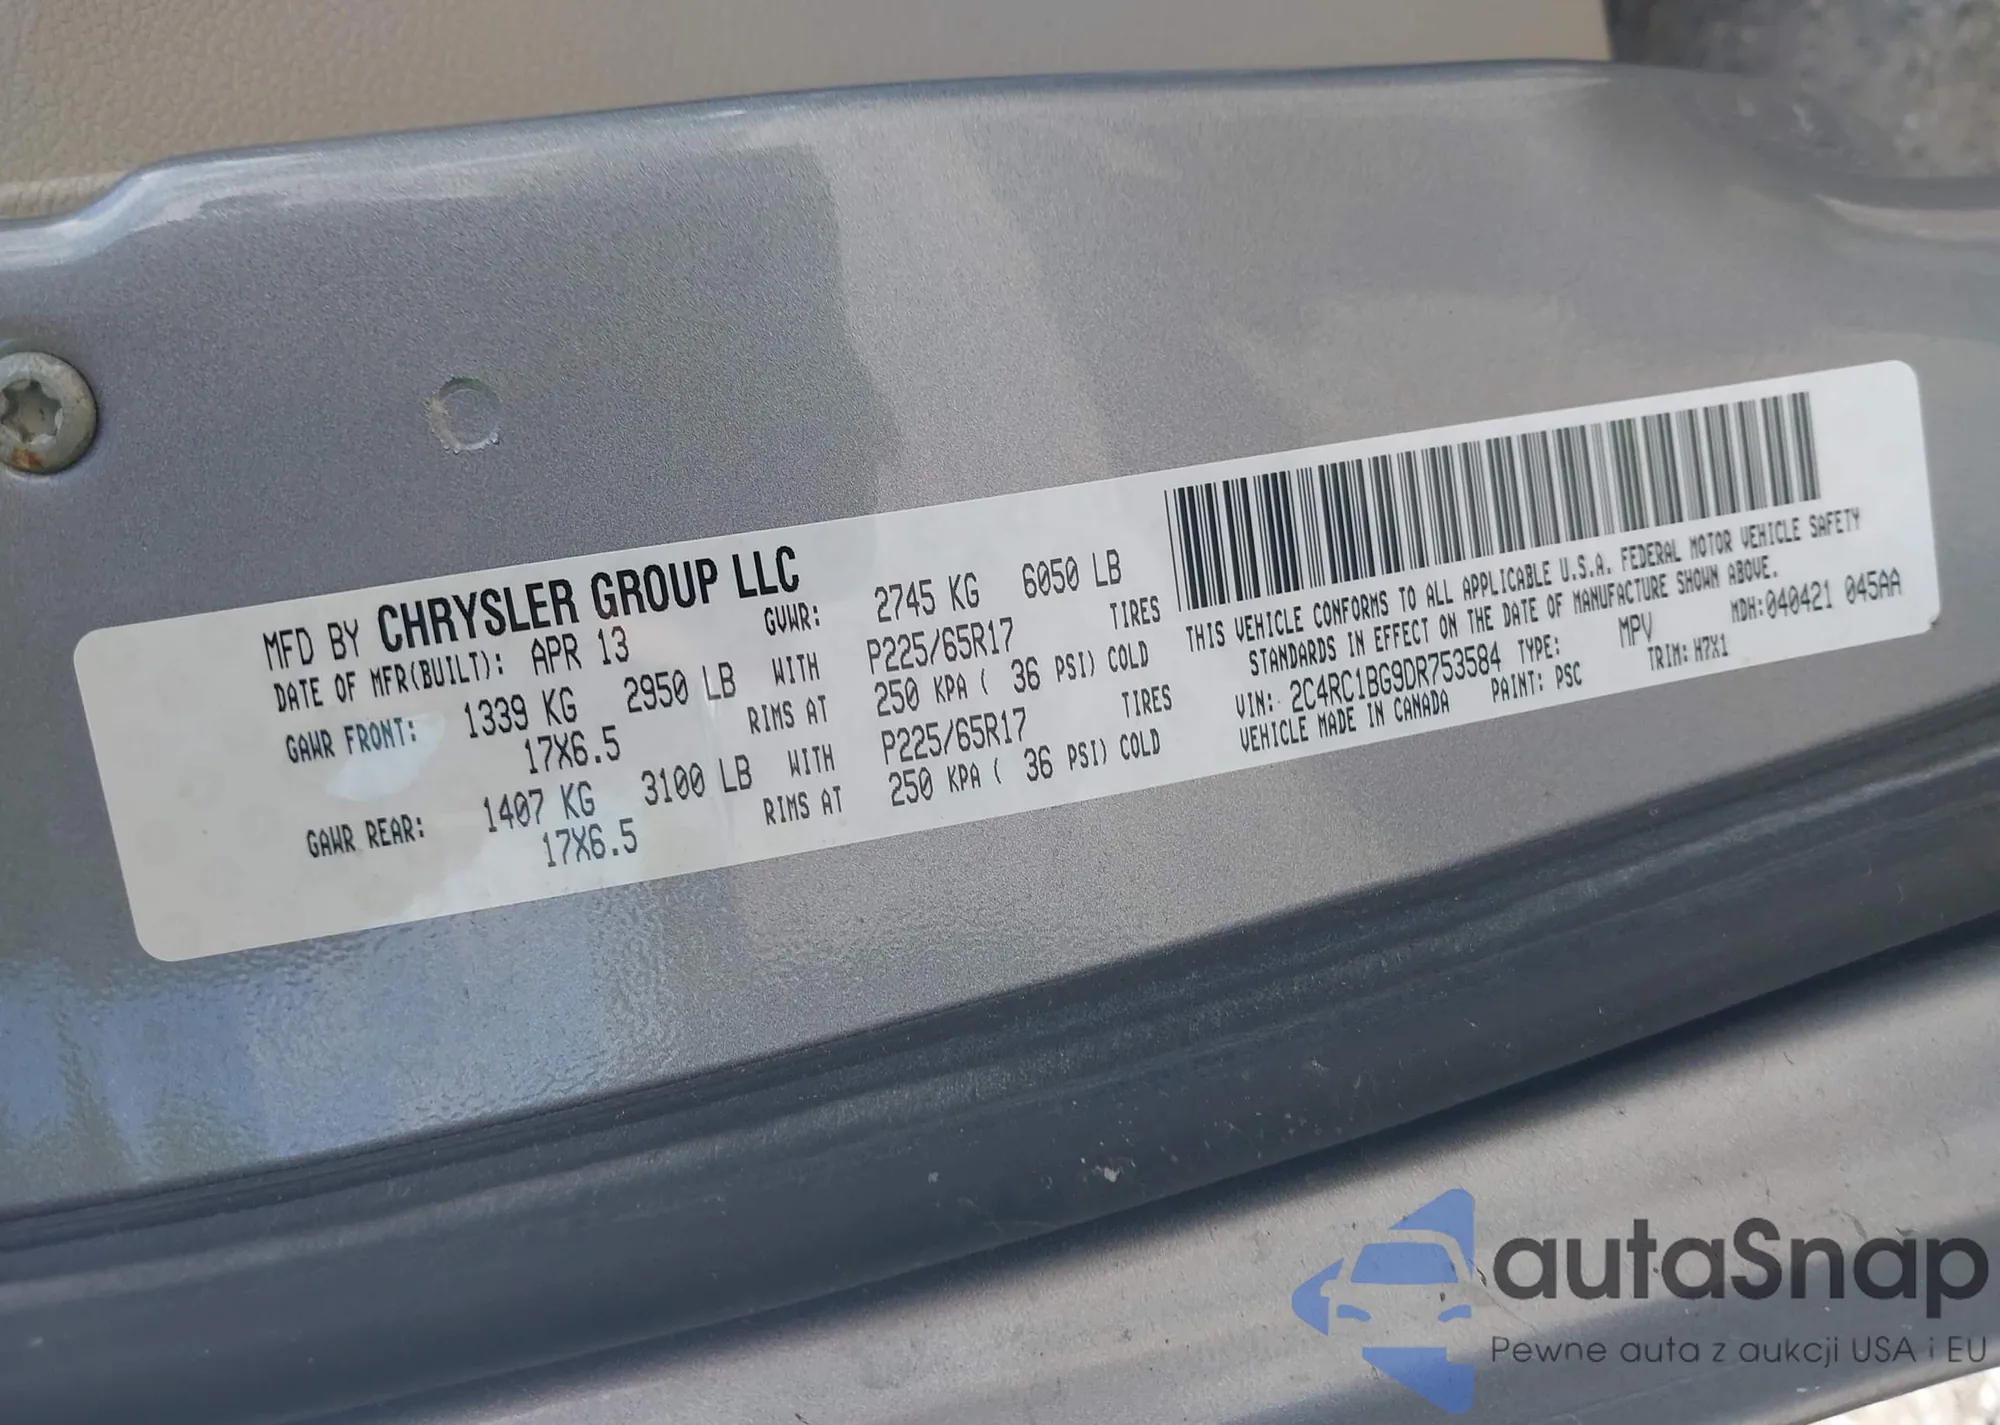 MFD BY CHRYSLER GROUP LLC
DATE OF MFR(BUILT): APR 13 GVWR: 2745 KG 6050 LB
GAWR FRONT: 1339 KG 2950 LB WITH P225/65R17 TIRES
17X6.5 RIMS AT 250 KPA ( 36 PSI) COLD
GAWR REAR: 1407 KG 3100 LB WITH P225/65R17 TIRES
17X6.5 RIMS AT 250 KPA ( 36 PSI) COLD
THIS VEHICLE CONFORMS TO ALL APPLICABLE U.S.A. FEDERAL MOTOR VEHICLE SAFETY
STANDARDS IN EFFECT ON THE DATE OF MANUFACTURE SHOWN ABOVE.
VIN: 2C4RC1BG9DR753584 TYPE: MPV MDH:040421 045AA
VEHICLE MADE IN CANADA PAINT: PSC TRIM: H7X1
autaSnap
Pewne auta z aukcji USA i EU